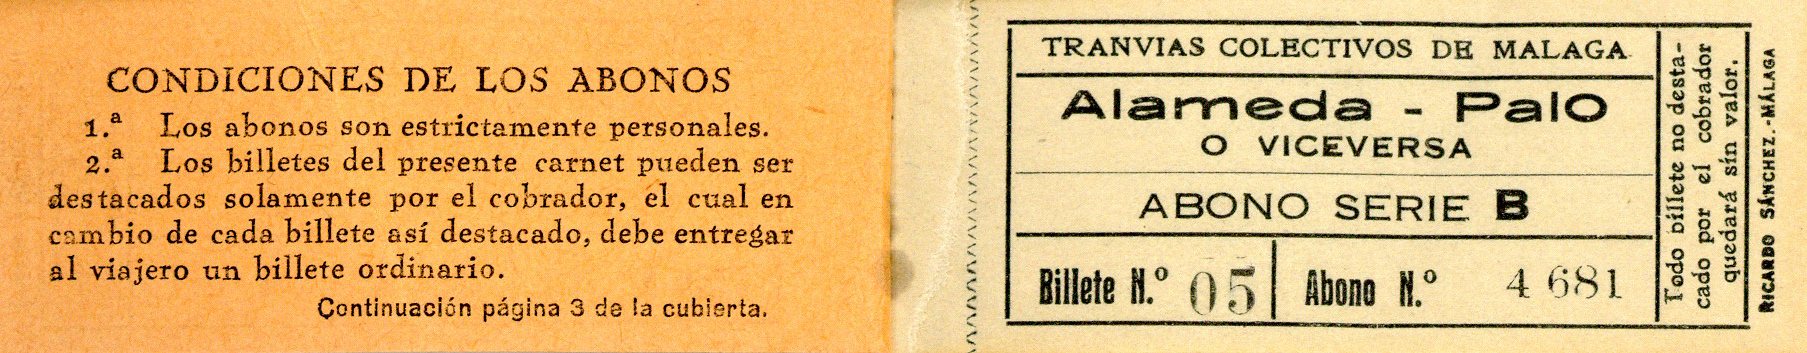 CONDICIONES DE LOS ABONOS
1.ª Los abonos son estrictamente personales.
2.ª Los billetes del presente carnet pueden ser
destacados solamente por el cobrador, el cual en
cambio de cada billete así destacado, debe entregar
al viajero un billete ordinario.
Continuación página 3 de la cubierta.
TRANVIAS COLECTIVOS DE MALAGA
Alameda - Palo
O VICEVERSA
ABONO SERIE B
Billete N.º 05
Abono N.º 4681
Todo billete no desta-
cado por el cobrador
quedará sin valor.
RICARDO SÁNCHEZ.-MÁLAGA